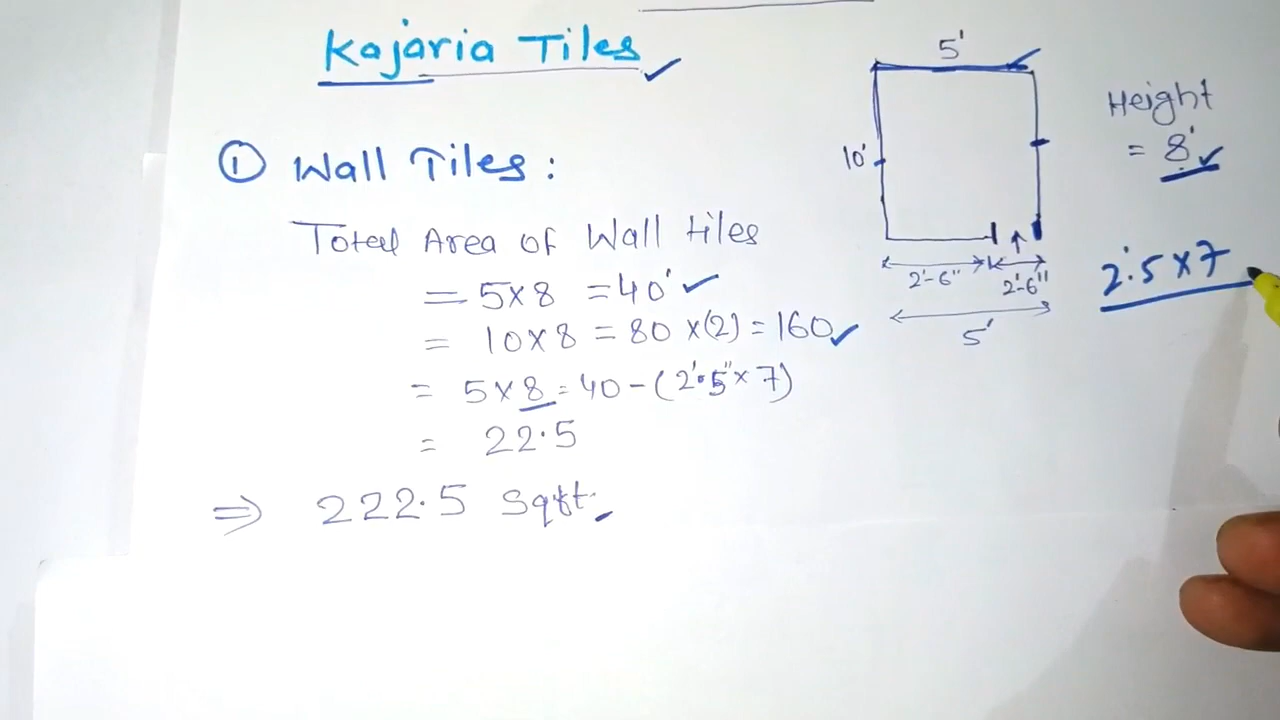 Kajaria Tiles
① Wall Tiles:
Total Area of Wall tiles
= 5x8 = 40'
= 10x8 = 80 x(2) = 160
= 5x8 = 40 - (2'.5" x 7)
= 22.5
⇒ 222.5 Sqft.
5'
10'
2'-6"
2'-6"
5'
Height
= 8'
2'.5x7